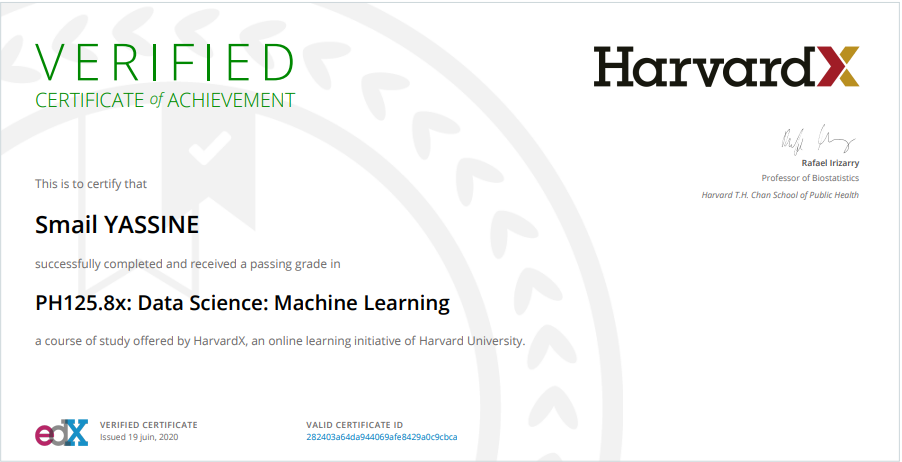 VERIFIED
CERTIFICATE of ACHIEVEMENT
HarvardX
Rafael Irizarry
Professor of Biostatistics
Harvard T.H. Chan School of Public Health
This is to certify that
Smail YASSINE
successfully completed and received a passing grade in
PH125.8x: Data Science: Machine Learning
a course of study offered by HarvardX, an online learning initiative of Harvard University.
edX
VERIFIED CERTIFICATE
Issued 19 juin, 2020
VALID CERTIFICATE ID
282403a64da944069afe8429a0c9cbca